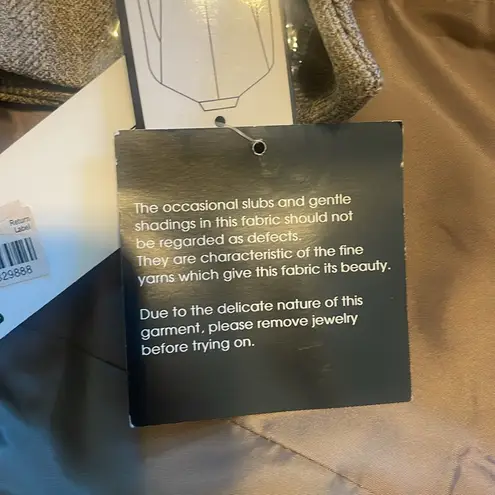 The occasional slubs and gentle
shadings in this fabric should not
be regarded as defects.
They are characteristic of the fine
yarns which give this fabric its beauty.
Due to the delicate nature of this
garment, please remove jewelry
before trying on.
Return
Label
29888